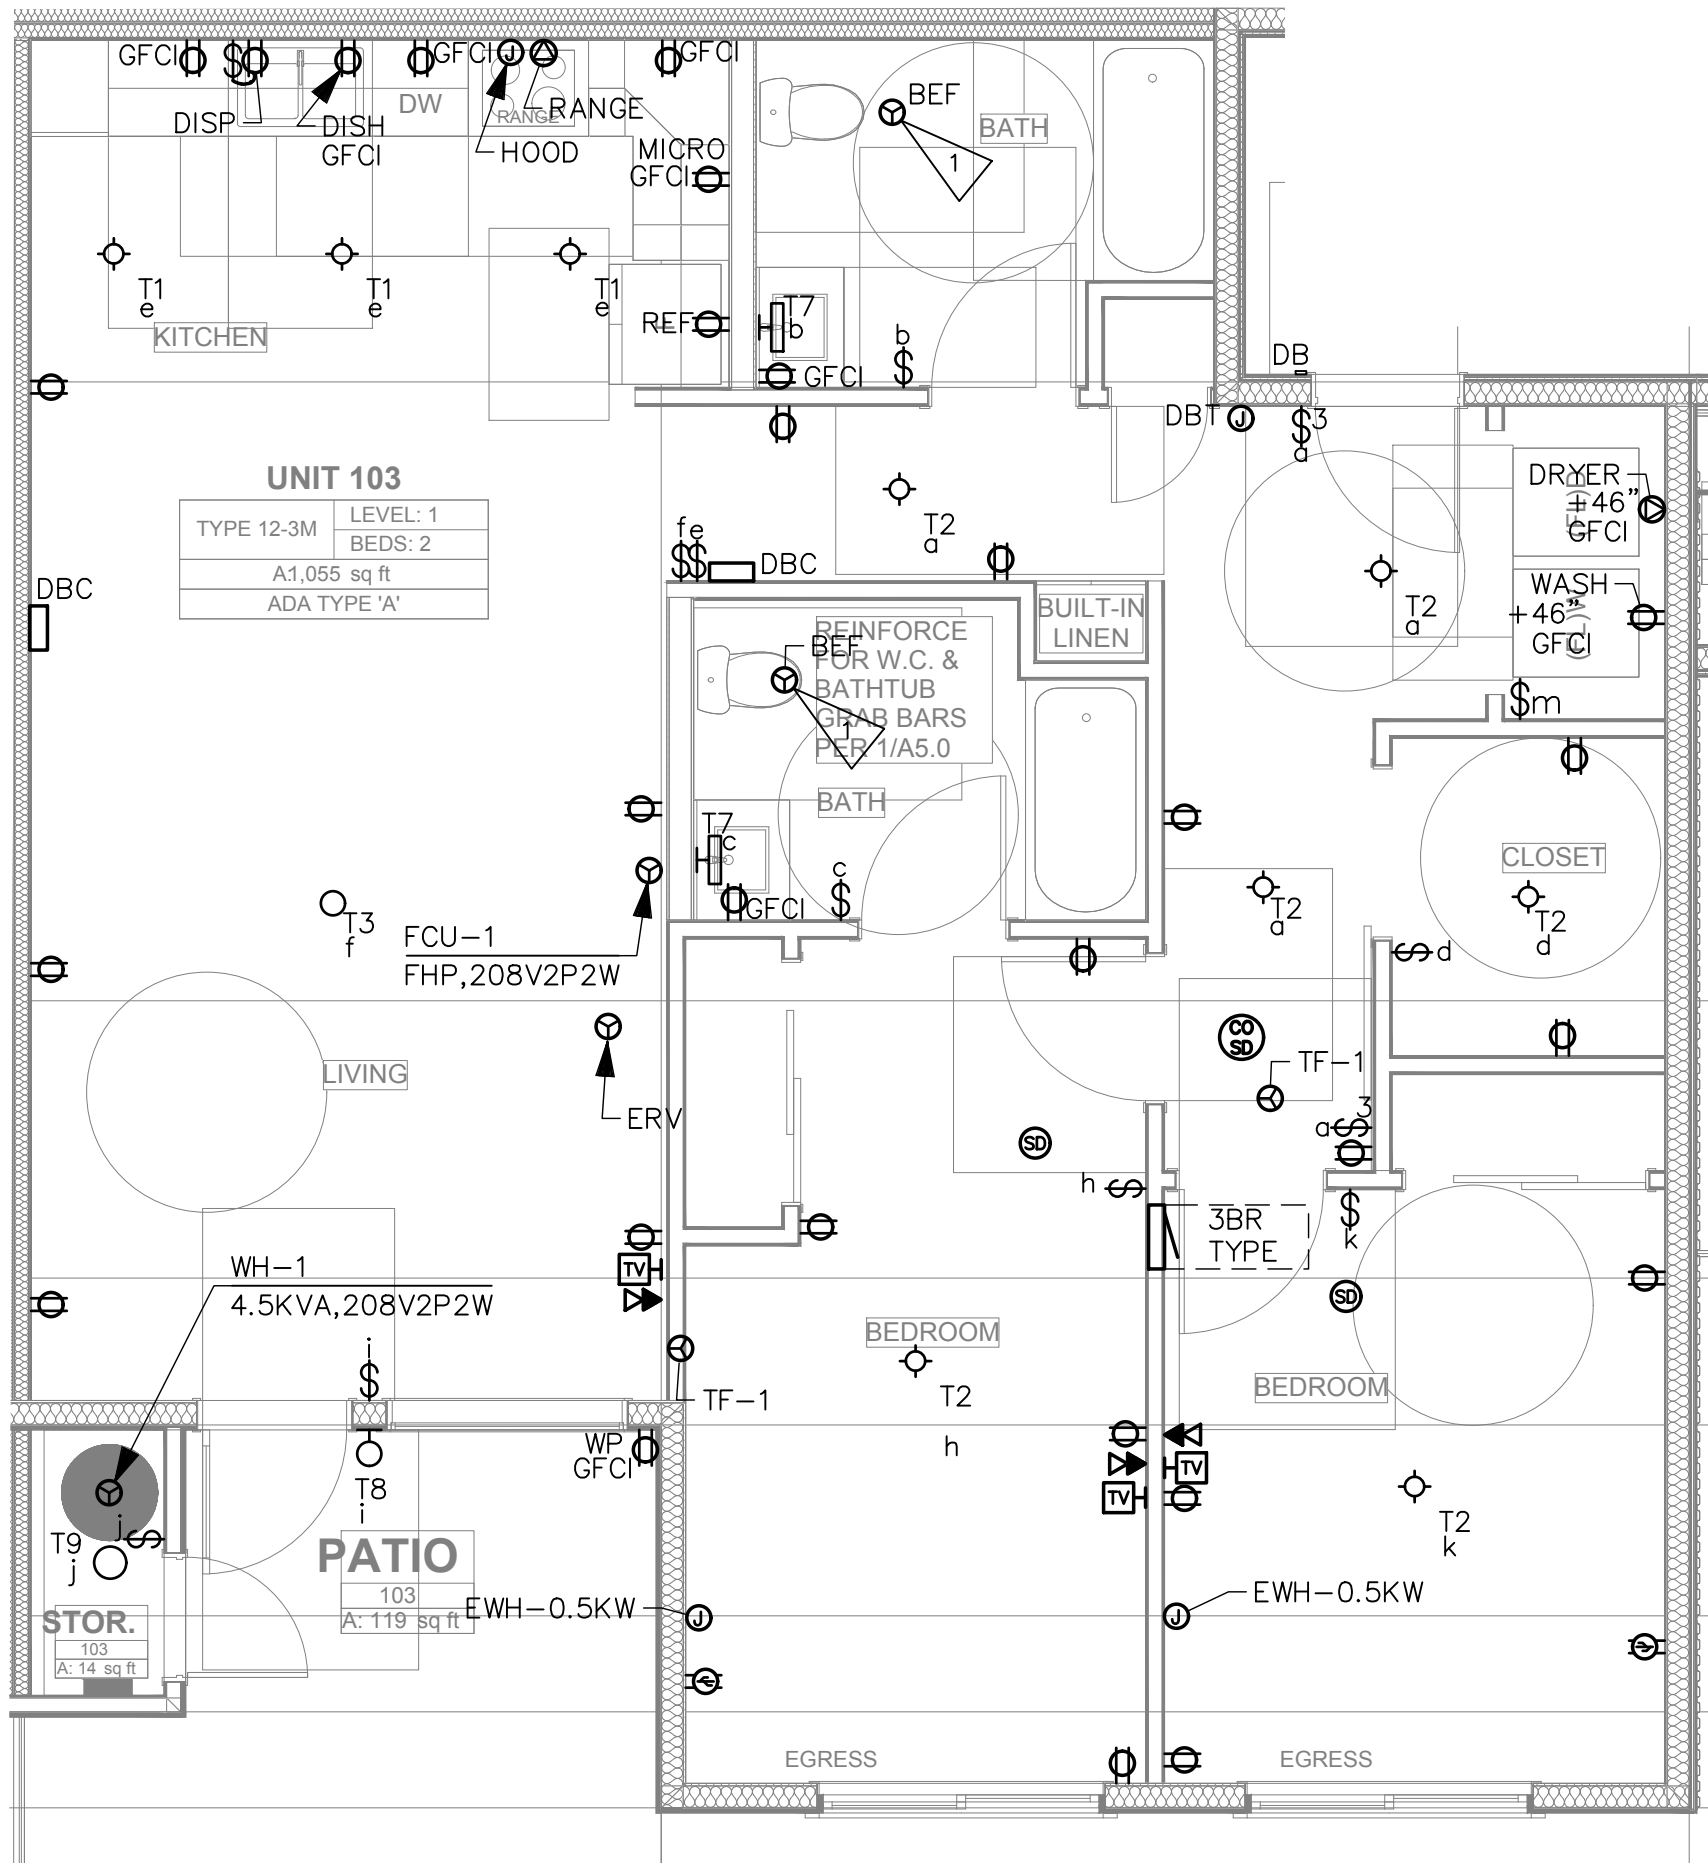 GFCI
$
GFCI
J
GFCI
BEF
DW
RANGE
RANGE
DISP
DISH
GFCI
HOOD
MICRO
GFCI
BATH
1
T1
e
T1
e
T1
e
KITCHEN
REF
T7
b
b
$
GFCI
DB
DBT
J
$3
a
UNIT 103
TYPE 12-3M
LEVEL: 1
BEDS: 2
A:1,055 sq ft
ADA TYPE 'A'
DBC
fe
$$
DBC
T2
a
DRYER
+46"
GFCI
T2
a
WASH
+46"
GFCI
$m
BUILT-IN
LINEN
REINFORCE
FOR W.C. &
BATHTUB
GRAB BARS
PER 1/A5.0
BEF
1
BATH
T7
c
c
$
GFCI
CLOSET
T2
a
T2
d
$ d
T3
f
FCU-1
FHP,208V2P2W
LIVING
ERV
CO
SD
TF-1
3
a$
SD
h $
3BR
TYPE
$
k
SD
WH-1
4.5KVA,208V2P2W
TV
i
$
TF-1
BEDROOM
T2
h
BEDROOM
WP
GFCI
T8
i
TV
TV
T2
k
j $
T9
j
PATIO
103
A: 119 sq ft
STOR.
103
A: 14 sq ft
EWH-0.5KW
J
EWH-0.5KW
J
EGRESS
EGRESS